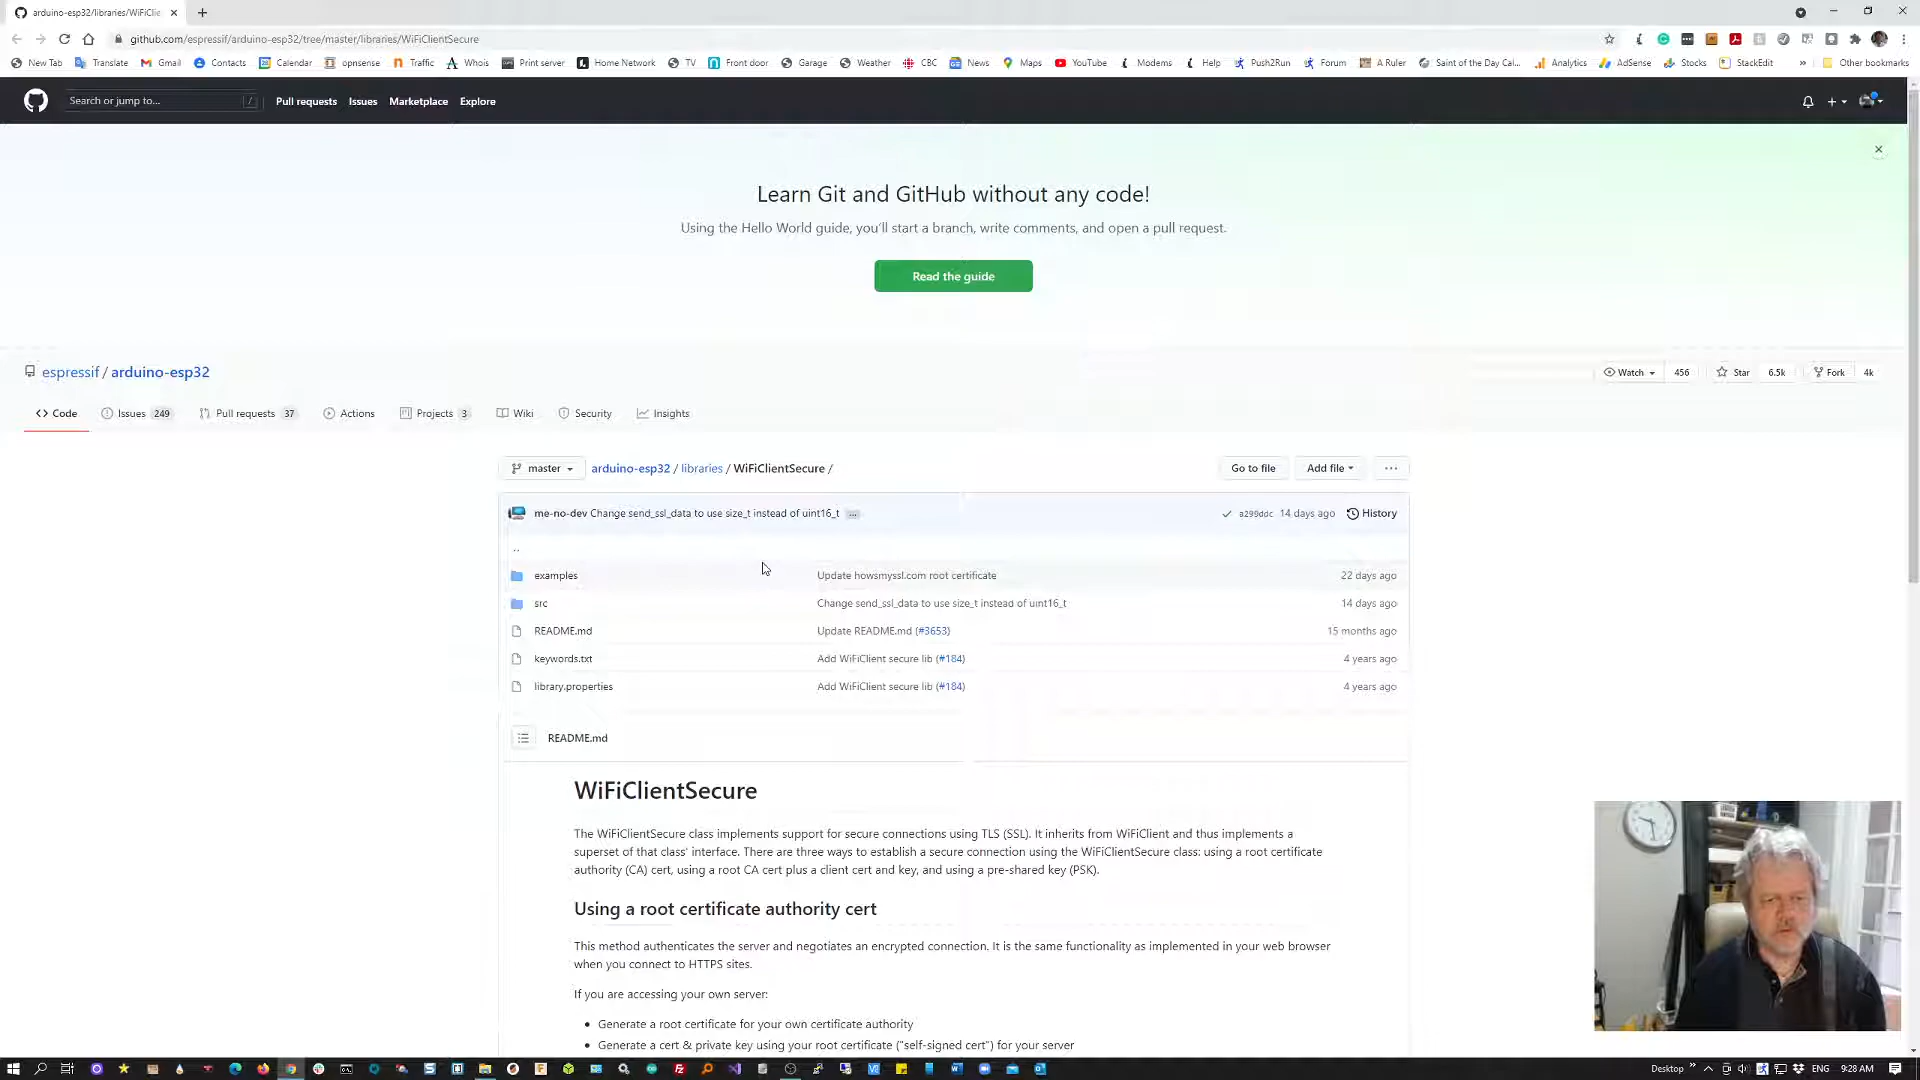 arduino-esp32/libraries/WiFiClie
github.com/espressif/arduino-esp32/tree/master/libraries/WiFiClientSecure
New Tab Translate Gmail Contacts Calendar opnsense Traffic Whois Print server Home Network TV Front door Garage Weather CBC News Maps YouTube Modems Help Push2Run Forum A Ruler Saint of the Day Cal... Analytics AdSense Stocks StackEdit » Other bookmarks
Search or jump to... / Pull requests Issues Marketplace Explore
Learn Git and GitHub without any code!
Using the Hello World guide, you'll start a branch, write comments, and open a pull request.
Read the guide
espressif / arduino-esp32 Watch 456 Star 6.5k Fork 4k
Code Issues 249 Pull requests 37 Actions Projects 3 Wiki Security Insights
master arduino-esp32 / libraries / WiFiClientSecure / Go to file Add file ...
me-no-dev Change send_ssl_data to use size_t instead of uint16_t ... a299ddc 14 days ago History
..
examples Update howsmyssl.com root certificate 22 days ago
src Change send_ssl_data to use size_t instead of uint16_t 14 days ago
README.md Update README.md (#3653) 15 months ago
keywords.txt Add WiFiClient secure lib (#184) 4 years ago
library.properties Add WiFiClient secure lib (#184) 4 years ago
README.md
WiFiClientSecure
The WiFiClientSecure class implements support for secure connections using TLS (SSL). It inherits from WiFiClient and thus implements a
superset of that class' interface. There are three ways to establish a secure connection using the WiFiClientSecure class: using a root certificate
authority (CA) cert, using a root CA cert plus a client cert and key, and using a pre-shared key (PSK).
Using a root certificate authority cert
This method authenticates the server and negotiates an encrypted connection. It is the same functionality as implemented in your web browser
when you connect to HTTPS sites.
If you are accessing your own server:
• Generate a root certificate for your own certificate authority
• Generate a cert & private key using your root certificate ("self-signed cert") for your server
Desktop » ENG 9:28 AM